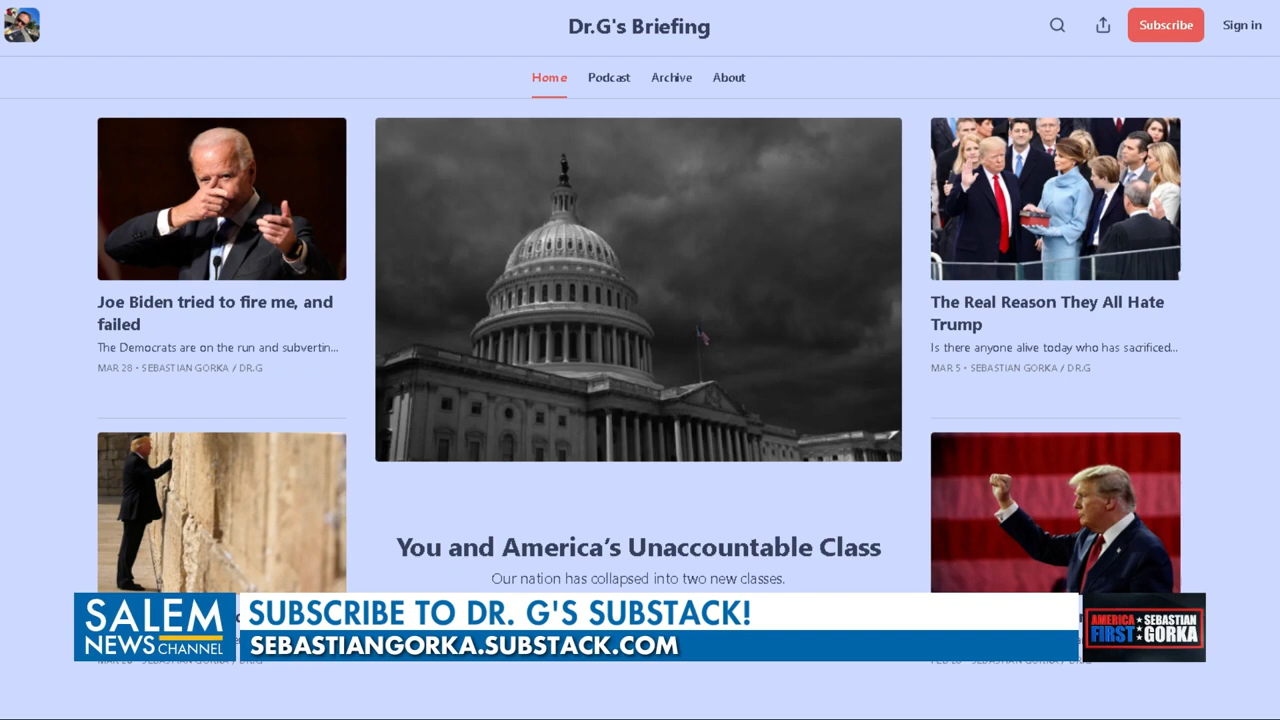 Dr.G's Briefing
Subscribe
Sign in
Home
Podcast
Archive
About
Joe Biden tried to fire me, and
failed
The Democrats are on the run and subvertin...
MAR 28 • SEBASTIAN GORKA / DR.G
You and America's Unaccountable Class
Our nation has collapsed into two new classes.
The Real Reason They All Hate
Trump
Is there anyone alive today who has sacrificed...
MAR 5 • SEBASTIAN GORKA / DR.G
SALEM
NEWS CHANNEL
SUBSCRIBE TO DR. G'S SUBSTACK!
SEBASTIANGORKA.SUBSTACK.COM
AMERICA FIRST
SEBASTIAN GORKA